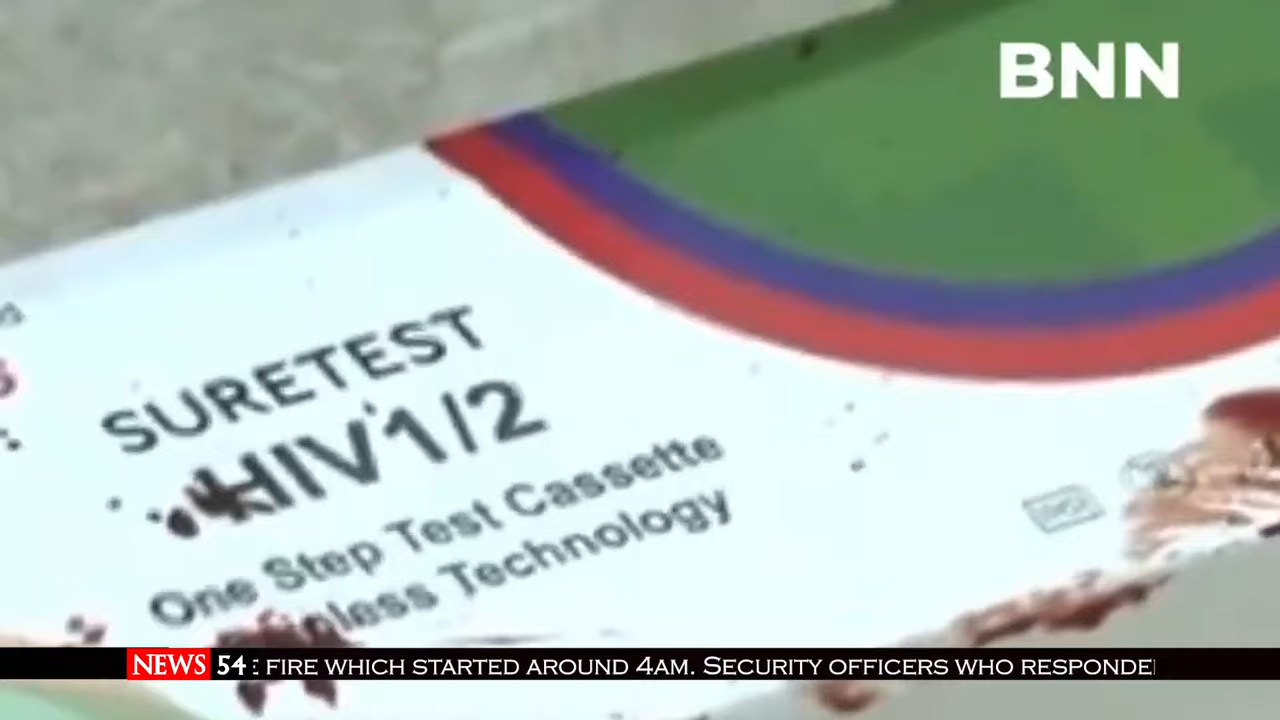 BNN
SURETEST
HIV1/2
One Step Test Cassette
Technology
NEWS 54 : FIRE WHICH STARTED AROUND 4AM. SECURITY OFFICERS WHO RESPONDE